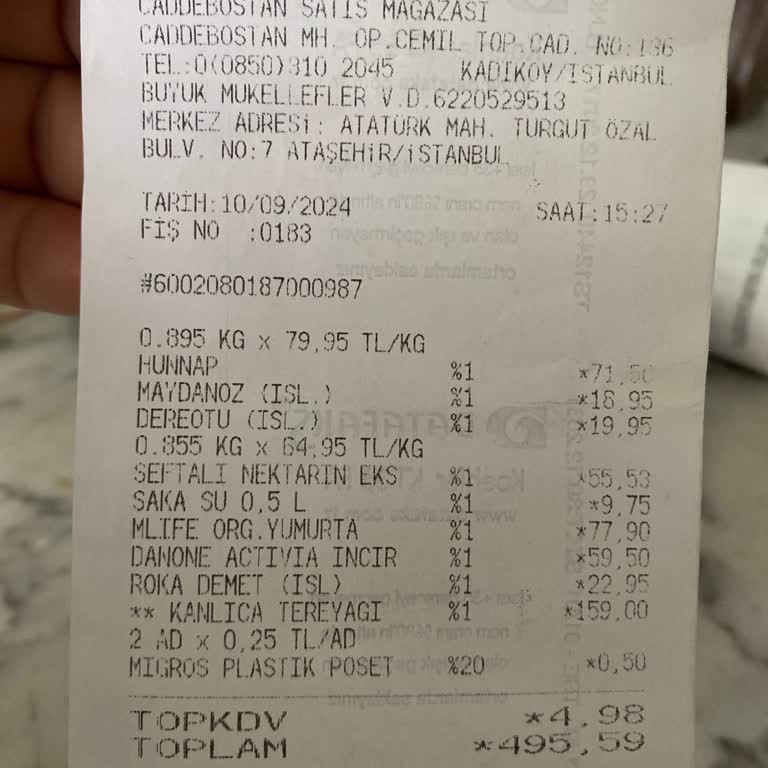 CADDEBOSTAN SATIS MAGAZASI
CADDEBOSTAN MH. OP.CEMIL TOP.CAD. NO:136
TEL:0(0850)310 2045 KADIKOY/ISTANBUL
BUYUK MUKELLEFLER V.D.6220529513
MERKEZ ADRESİ: ATATÜRK MAH. TURGUT ÖZAL
BULV. NO:7 ATAŞEHİR/İSTANBUL
TARİH:10/09/2024 SAAT:15:27
FİŞ NO :0183
#6002080187000987
0.895 KG x 79,95 TL/KG
HUNNAP %1 *71,56
MAYDANOZ (ISL.) %1 *18,95
DEREOTU (ISL.) %1 *19,95
0.855 KG x 64,95 TL/KG
SEFTALI NEKTARIN EKS %1 *55,53
SAKA SU 0,5 L %1 *9,75
MLIFE ORG.YUMURTA %1 *77,90
DANONE ACTIVIA INCIR %1 *59,50
ROKA DEMET (ISL) %1 *22,95
** KANLICA TEREYAGI %1 *159,00
2 AD x 0,25 TL/AD
MIGROS PLASTIK POSET %20 *0,50
TOPKDV *4,98
TOPLAM *495,59